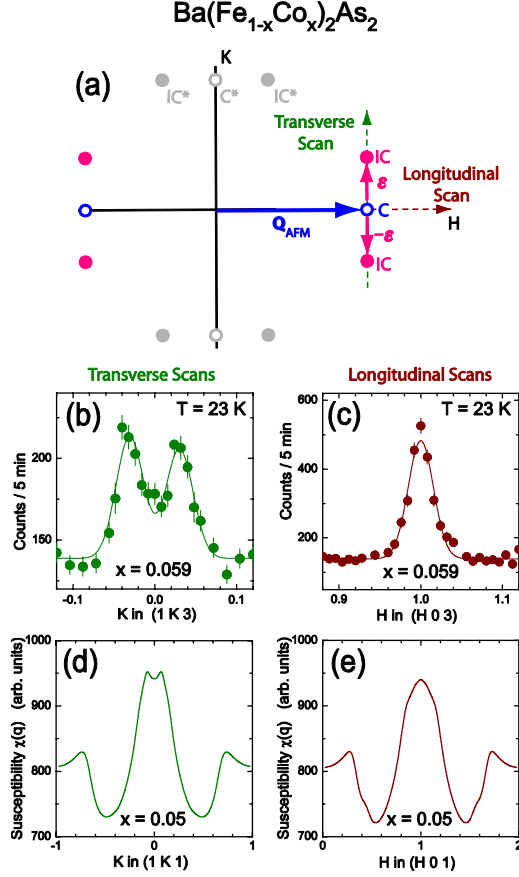 Ba(Fe1-xCox)2As2
(a)
K
IC*
C*
IC*
Transverse
Scan
IC
Longitudinal
Scan
ε
C
H
QAFM
-ε
IC
Transverse Scans
Longitudinal Scans
(b)
T = 23 K
Counts / 5 min
200
150
x = 0.059
-0.1
0.0
0.1
K in (1 K 3)
(c)
T = 23 K
Counts / 5 min
600
450
300
150
x = 0.059
0.9
1.0
1.1
H in (H 0 3)
(d)
Susceptibility χ(q) (arb. units)
1000
900
800
700
x = 0.05
-1
0
1
K in (1 K 1)
(e)
Susceptibility χ(q) (arb. units)
1000
900
800
700
x = 0.05
0
1
2
H in (H 0 1)